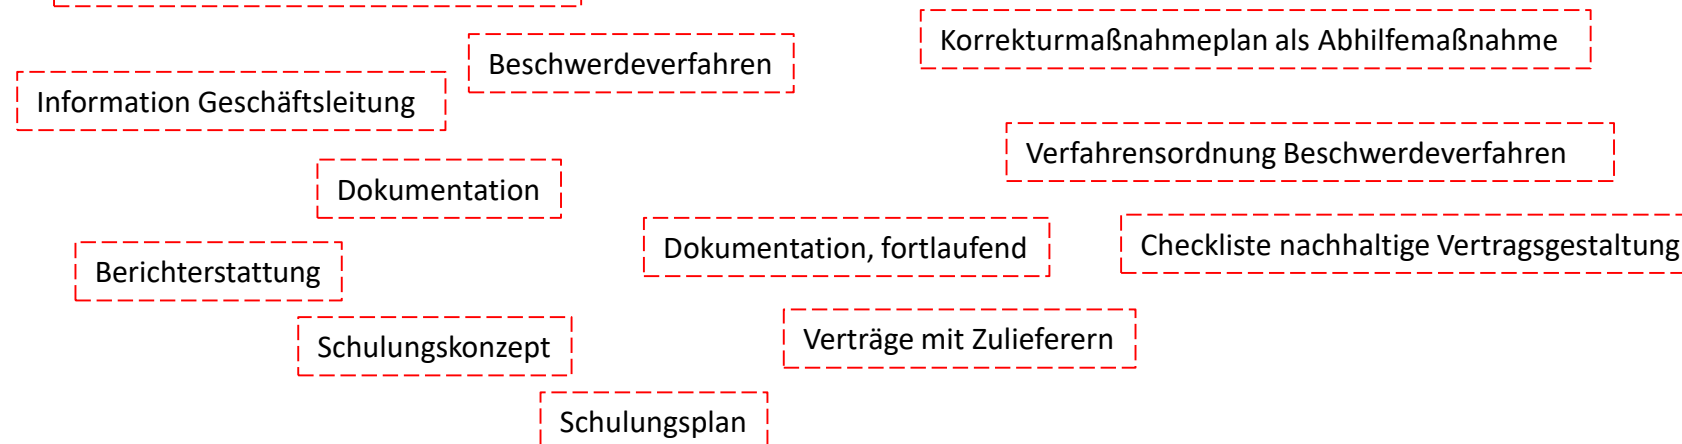 Korrekturmaßnahmeplan als Abhilfemaßnahme
Beschwerdeverfahren
Information Geschäftsleitung
Verfahrensordnung Beschwerdeverfahren
Dokumentation
Dokumentation, fortlaufend
Checkliste nachhaltige Vertragsgestaltung
Berichterstattung
Verträge mit Zulieferern
Schulungskonzept
Schulungsplan